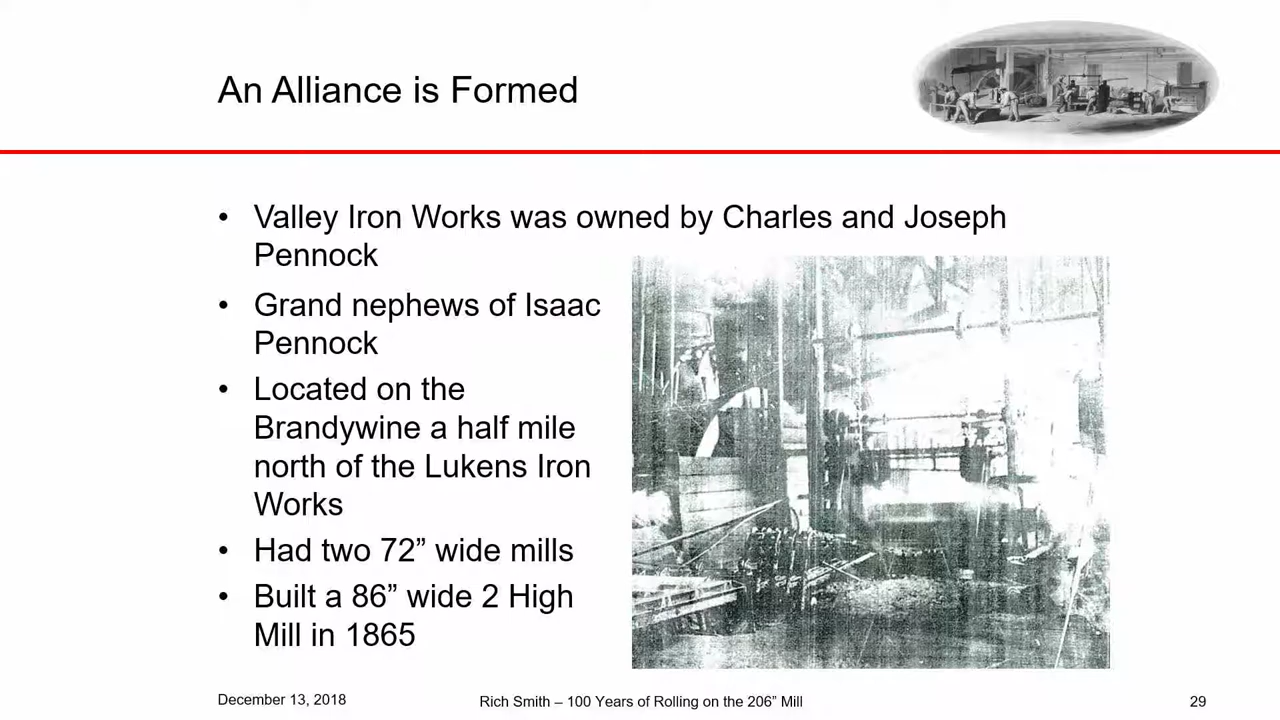 An Alliance is Formed
• Valley Iron Works was owned by Charles and Joseph
Pennock
• Grand nephews of Isaac
Pennock
• Located on the
Brandywine a half mile
north of the Lukens Iron
Works
• Had two 72” wide mills
• Built a 86” wide 2 High
Mill in 1865
December 13, 2018
Rich Smith – 100 Years of Rolling on the 206” Mill
29